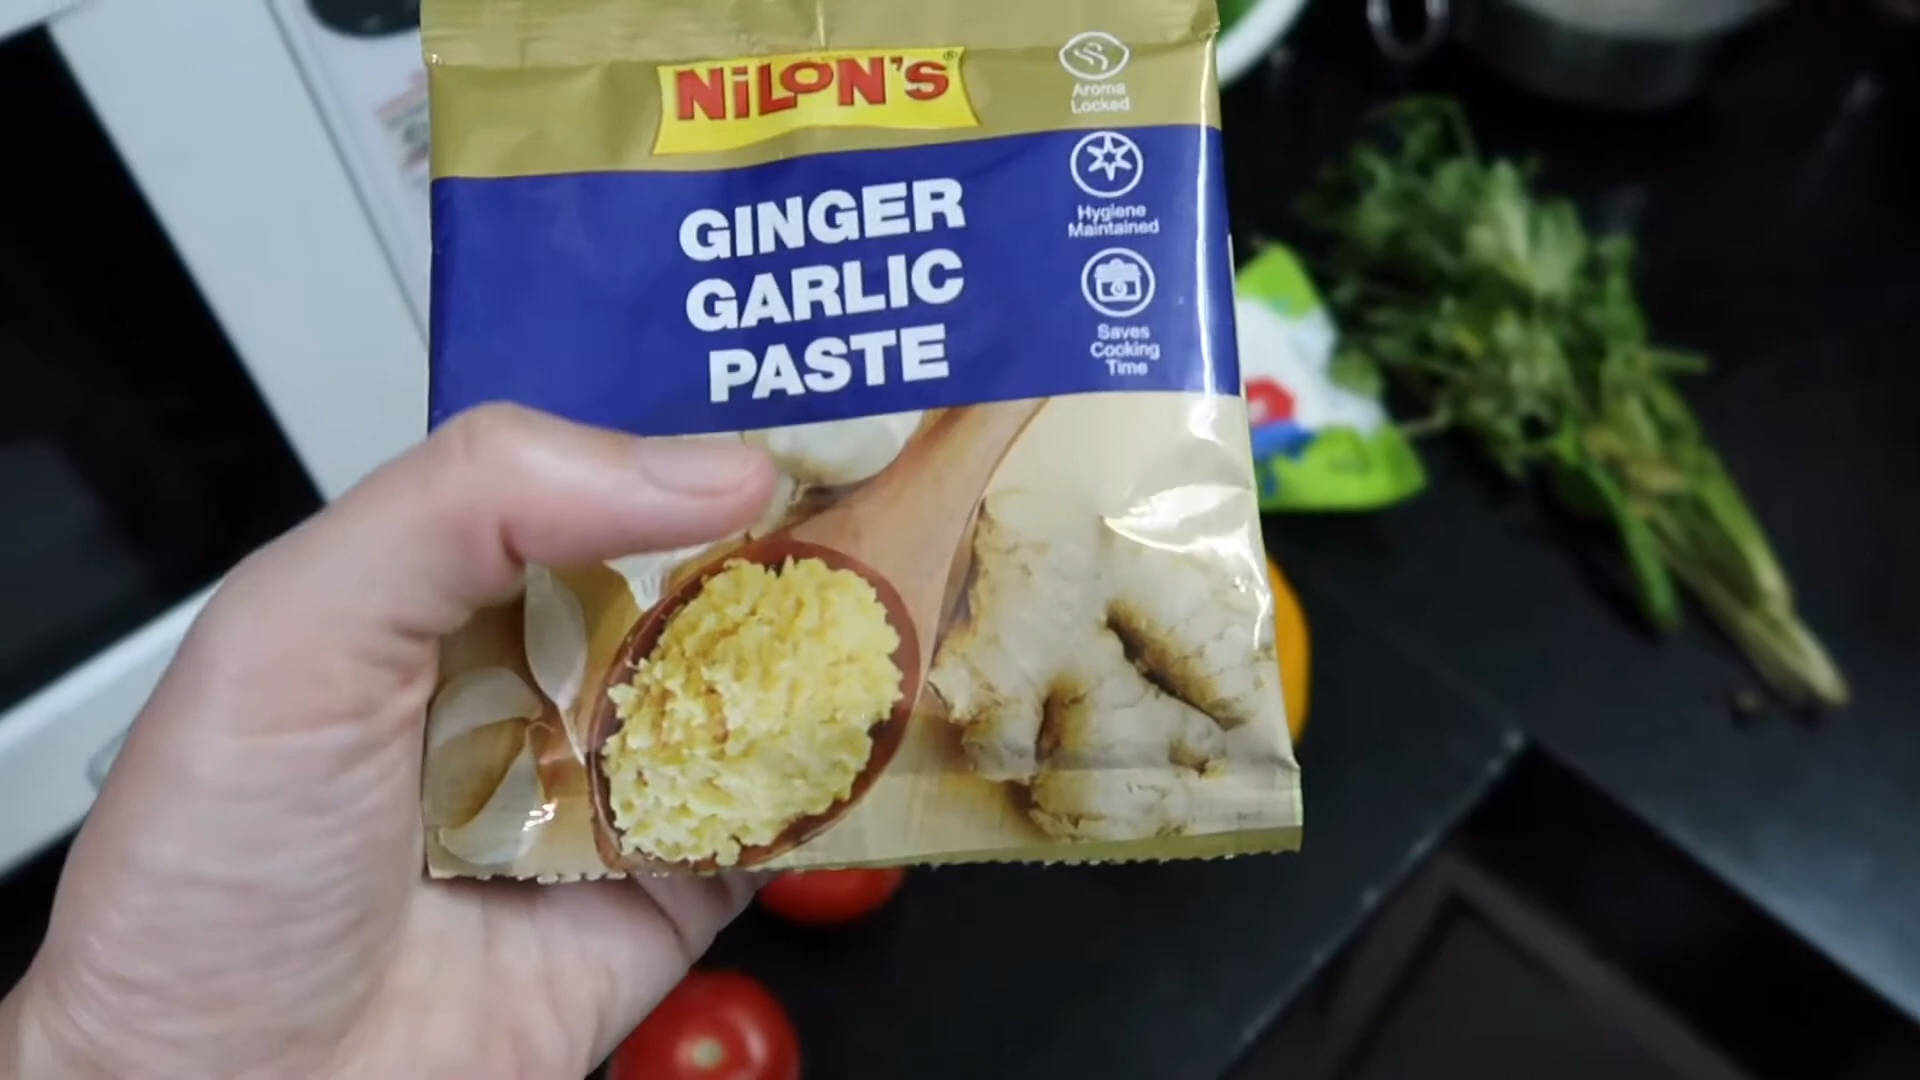 NiLON'S®
GINGER
GARLIC
PASTE
Aroma
Locked
Hygiene
Maintained
Saves
Cooking
Time